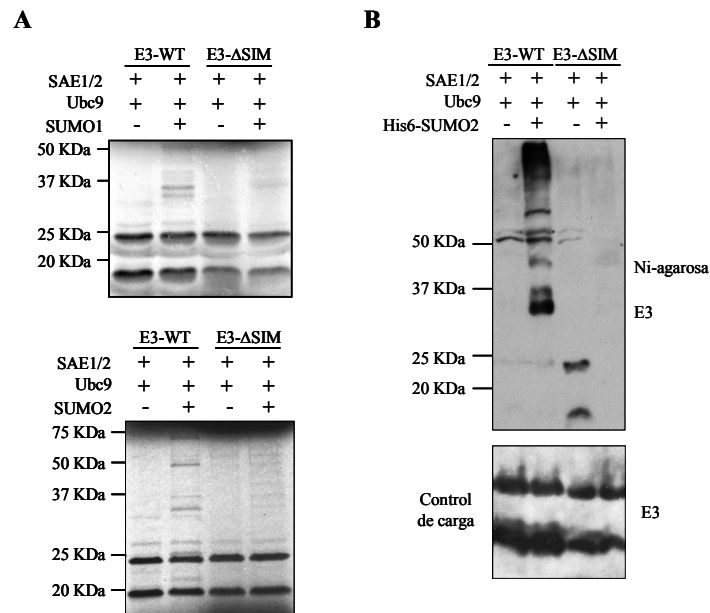 A
E3-WT E3-ΔSIM
SAE1/2 + + + +
Ubc9 + + + +
SUMO1 - + - +
50 KDa
37 KDa
25 KDa
20 KDa
E3-WT E3-ΔSIM
SAE1/2 + + + +
Ubc9 + + + +
SUMO2 - + - +
75 KDa
50 KDa
37 KDa
25 KDa
20 KDa
B
E3-WT E3-ΔSIM
SAE1/2 + + + +
Ubc9 + + + +
His6-SUMO2 - + - +
50 KDa
37 KDa
25 KDa
20 KDa
Ni-agarosa
E3
Control
de carga
E3